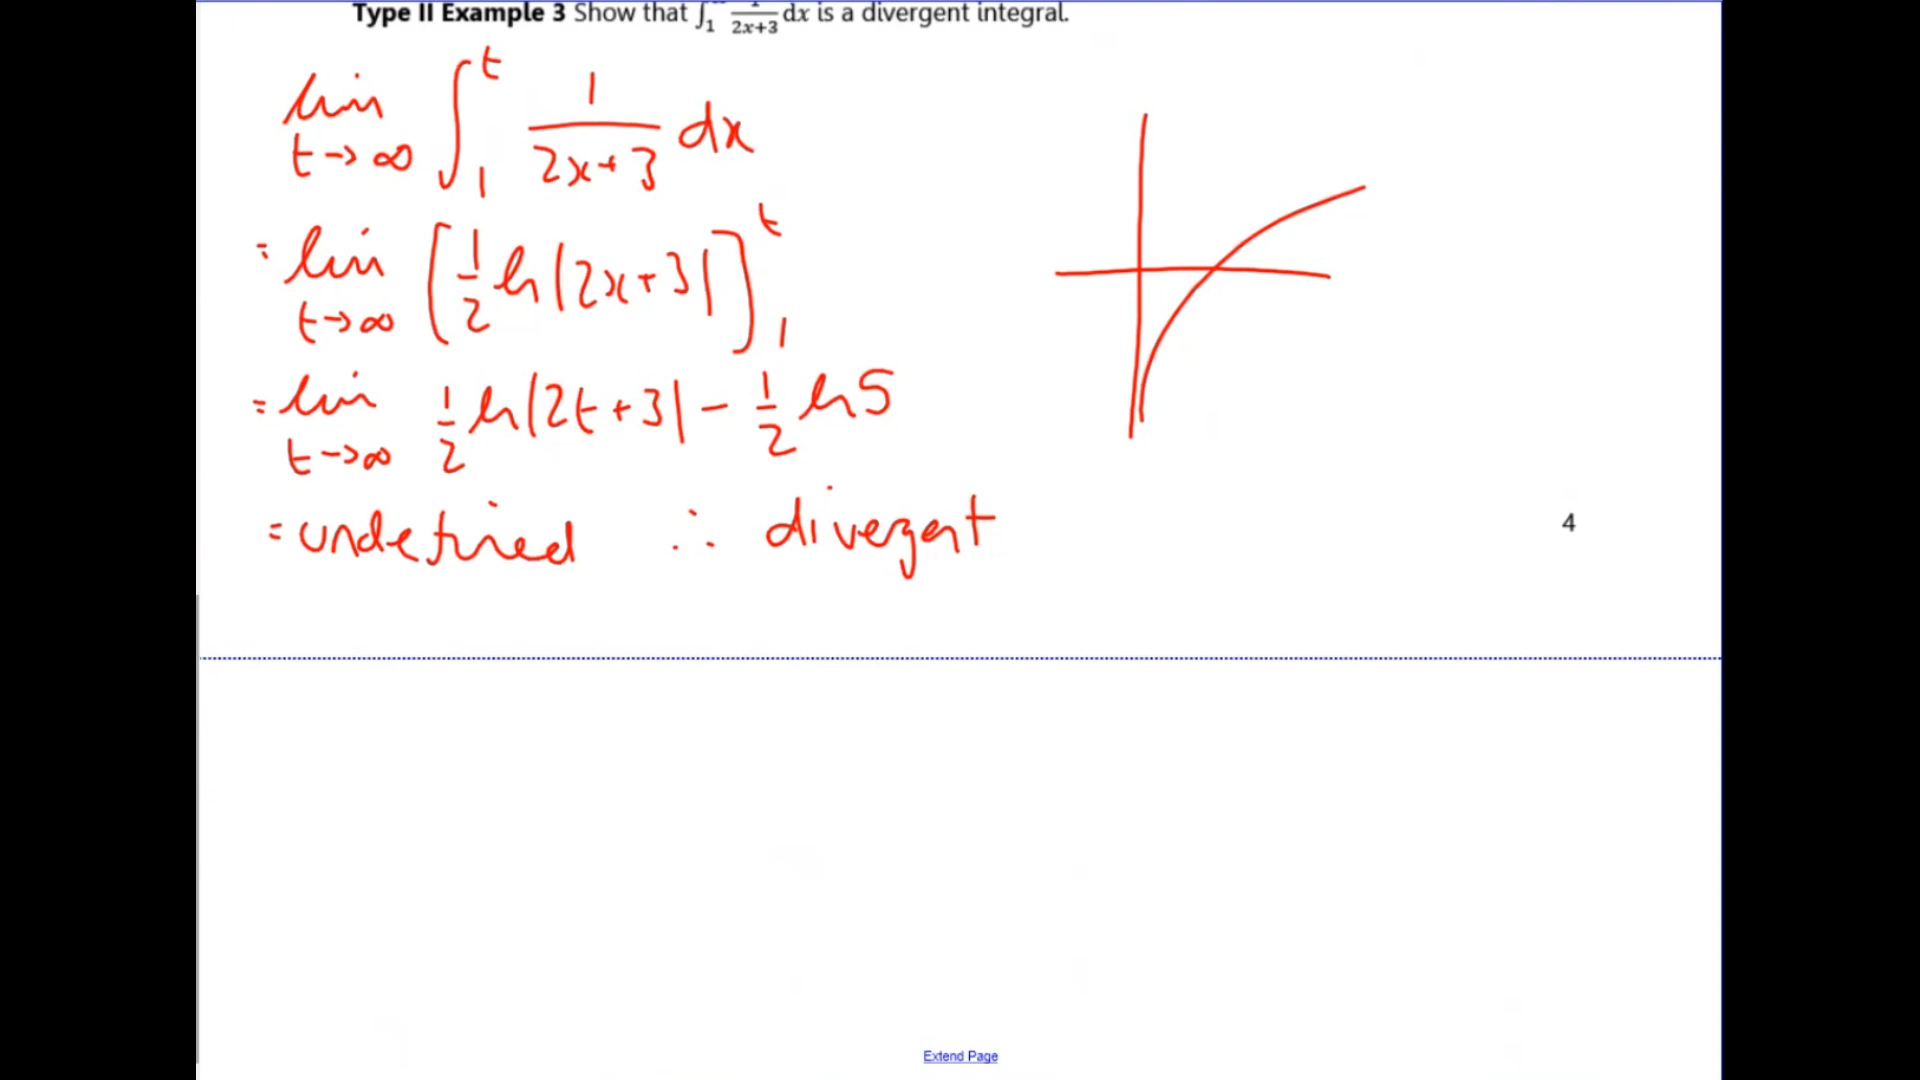 Type II Example 3 Show that ∫₁ 1/2x+3 dx is a divergent integral.
lim t→∞ ∫₁ᵗ 1/2x+3 dx
= lim t→∞ [1/2 ln|2x+3|]₁ᵗ
= lim t→∞ 1/2 ln|2t+3| - 1/2 ln5
= undefined ∴ divergent
4
Extend Page